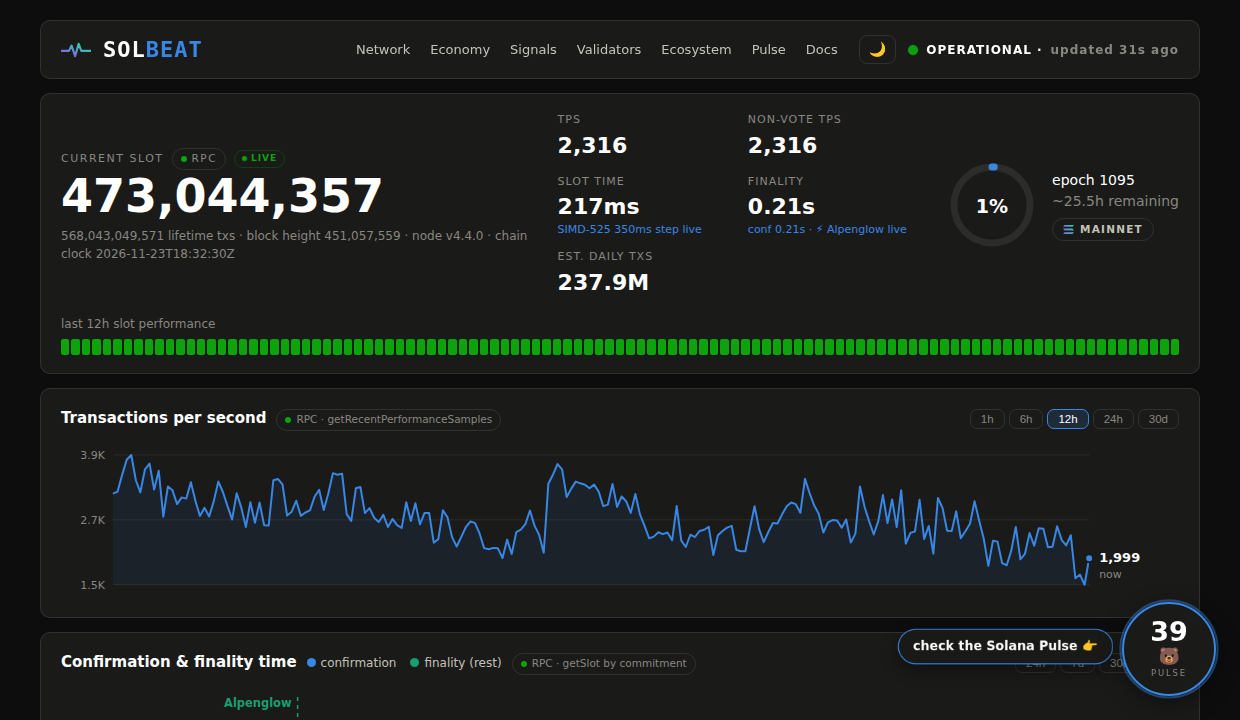 SOLBEAT
Network Economy Signals Validators Ecosystem Pulse Docs
OPERATIONAL · updated 31s ago
CURRENT SLOT RPC LIVE
473,044,357
568,043,049,571 lifetime txs · block height 451,057,559 · node v4.4.0 · chain
clock 2026-11-23T18:32:30Z
TPS
2,316
NON-VOTE TPS
2,316
SLOT TIME
217ms
SIMD-525 350ms step live
FINALITY
0.21s
conf 0.21s · ⚡ Alpenglow live
EST. DAILY TXS
237.9M
1%
epoch 1095
~25.5h remaining
MAINNET
last 12h slot performance
Transactions per second RPC · getRecentPerformanceSamples
1h 6h 12h 24h 30d
3.9K
2.7K
1.5K
1,999
now
Confirmation & finality time confirmation finality (rest) RPC · getSlot by commitment
Alpenglow
check the Solana Pulse 👉
39
PULSE